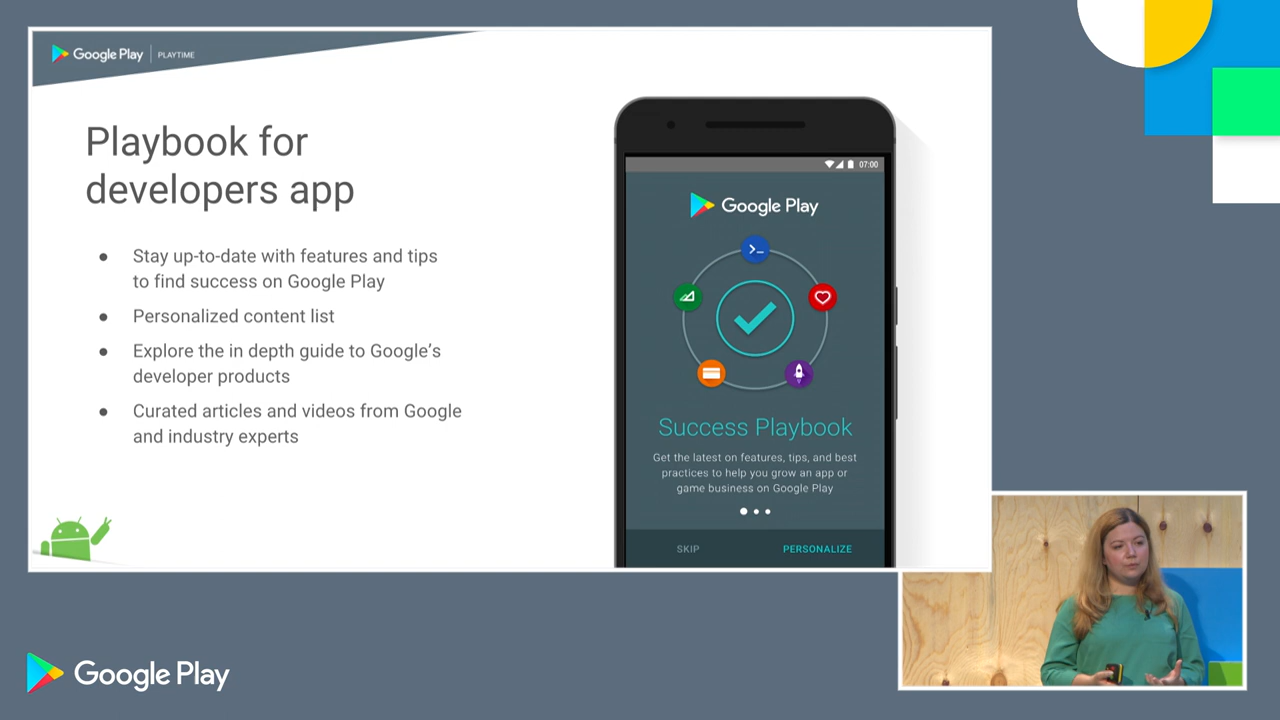 Google Play | PLAYTIME
Playbook for
developers app
● Stay up-to-date with features and tips
to find success on Google Play
● Personalized content list
● Explore the in depth guide to Google’s
developer products
● Curated articles and videos from Google
and industry experts
07:00
Google Play
Success Playbook
Get the latest on features, tips, and best
practices to help you grow an app or
game business on Google Play
SKIP
PERSONALIZE
Google Play